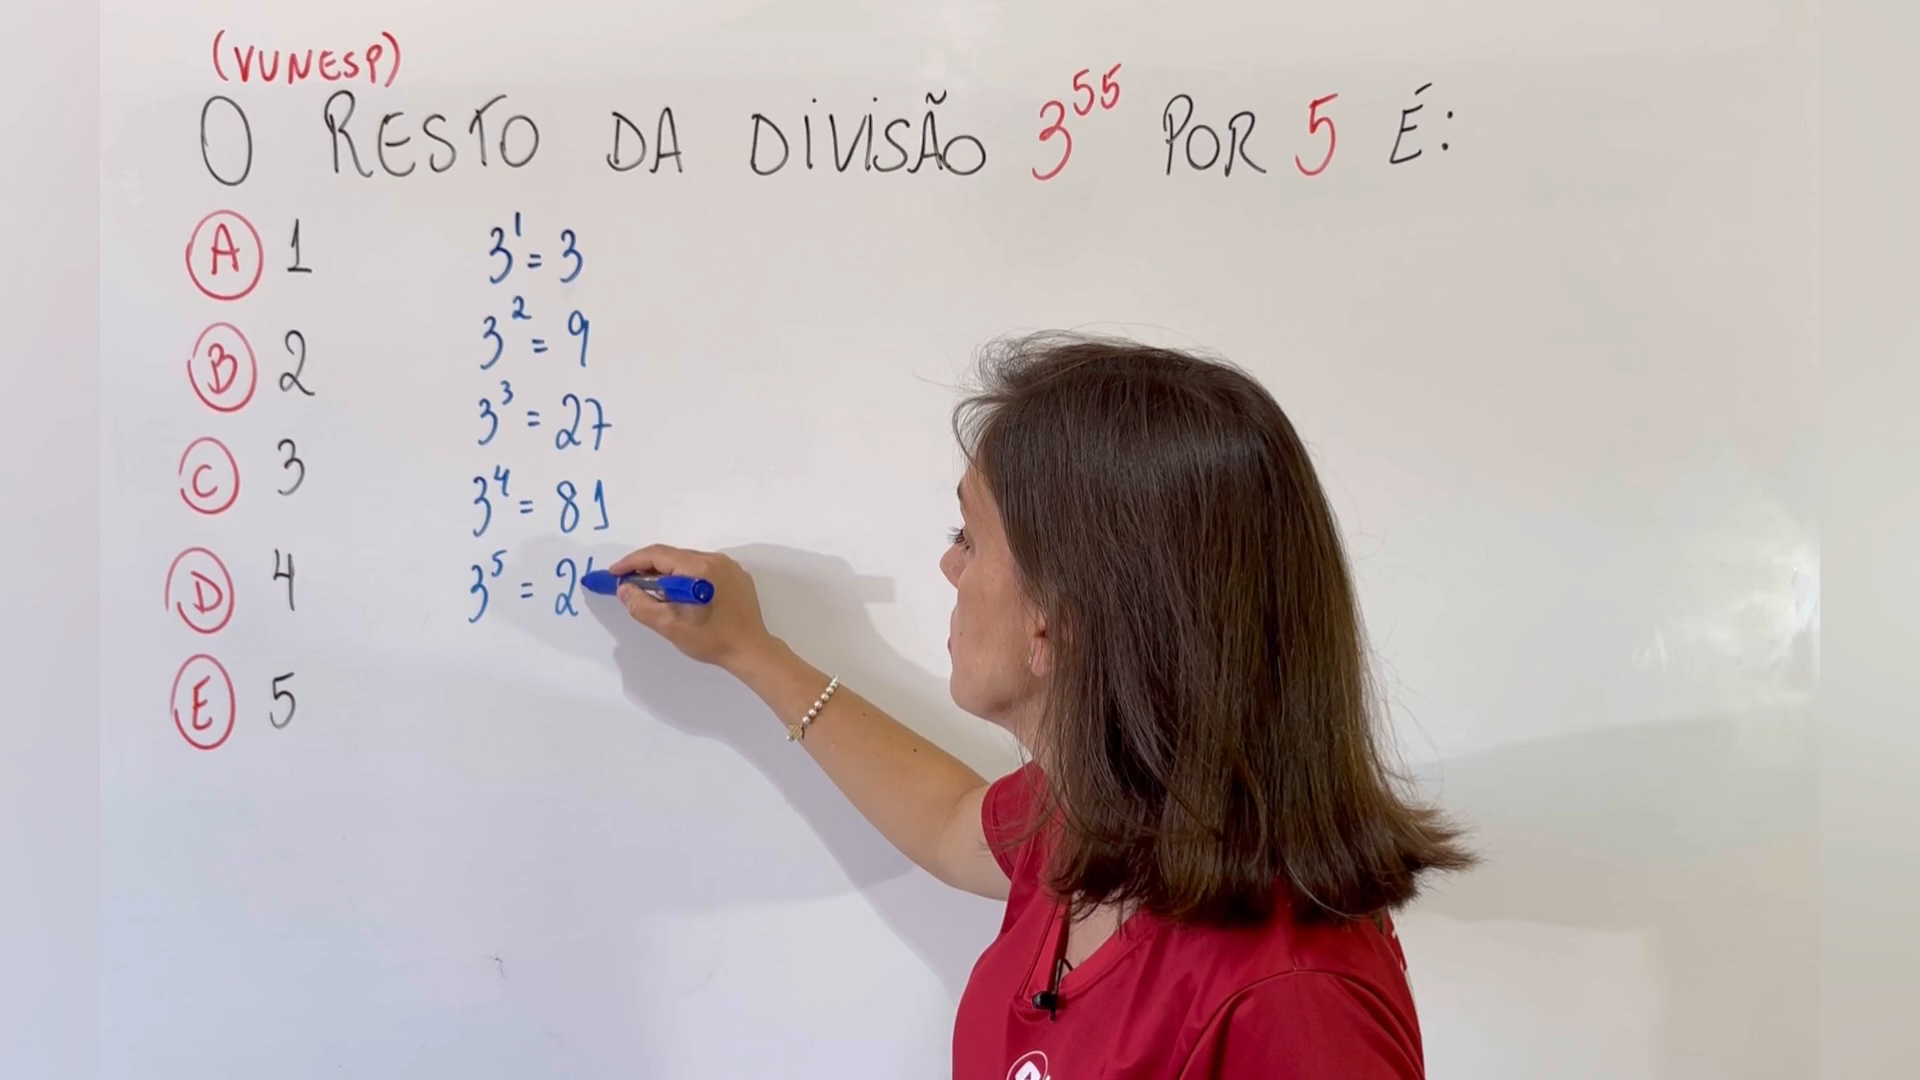 (VUNESP)
O RESTO DA DIVISÃO 3⁵⁵ POR 5 É:
A 1
B 2
C 3
D 4
E 5
3¹ = 3
3² = 9
3³ = 27
3⁴ = 81
3⁵ = 2